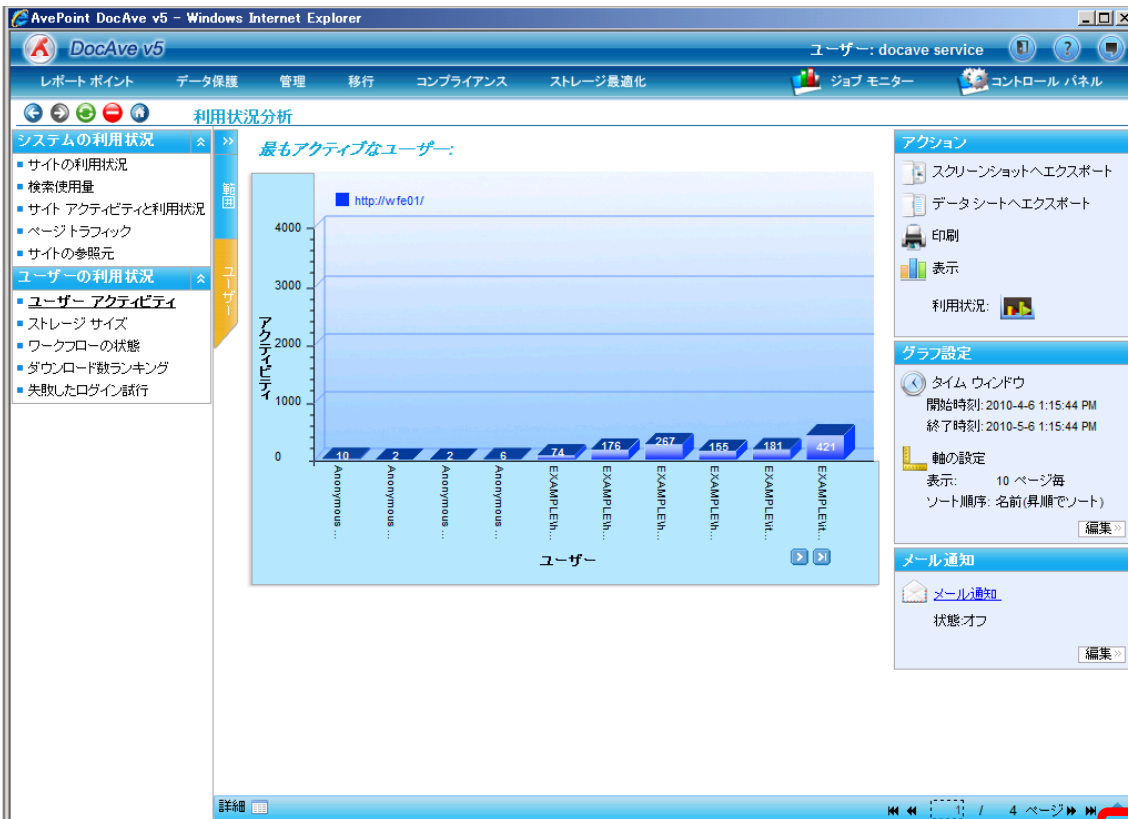 AvePoint DocAve v5 - Windows Internet Explorer
DocAve v5
ユーザー: docave service
レポート ポイント
データ保護
管理
移行
コンプライアンス
ストレージ最適化
ジョブ モニター
コントロール パネル
利用状況分析
システムの利用状況
サイトの利用状況
検索使用量
サイト アクティビティと利用状況
ページトラフィック
サイトの参照元
ユーザーの利用状況
ユーザー アクティビティ
ストレージ サイズ
ワークフローの状態
ダウンロード数ランキング
失敗したログイン試行
範囲
ユーザー
最もアクティブなユーザー:
http://wfe01/
アクティビティ
4000
3000
2000
1000
0
10
2
2
6
74
176
267
155
181
421
Anonymous ...
Anonymous ...
Anonymous ...
Anonymous ...
EXAMPLE\h...
EXAMPLE\h...
EXAMPLE\h...
EXAMPLE\h...
EXAMPLE\it...
EXAMPLE\it...
ユーザー
アクション
スクリーンショットへエクスポート
データ シートへエクスポート
印刷
表示
利用状況:
グラフ設定
タイム ウィンドウ
開始時刻: 2010-4-6 1:15:44 PM
終了時刻: 2010-5-6 1:15:44 PM
軸の設定
表示: 10 ページ毎
ソート順序: 名前(昇順でソート)
編集
メール通知
メール通知
状態:オフ
編集
詳細
1 / 4 ページ